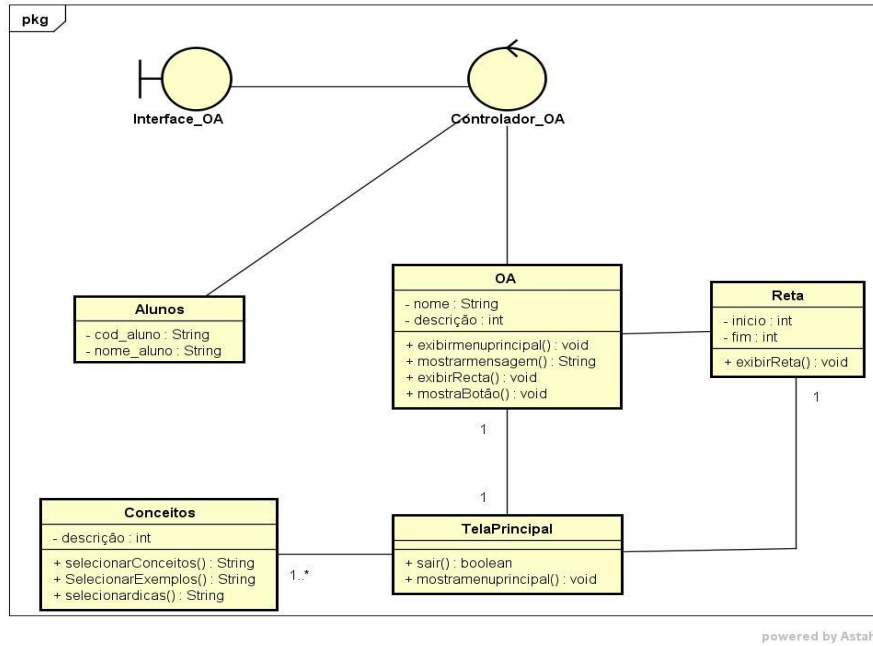 pkg
Interface_OA
Controlador_OA
Alunos
- cod_aluno : String
- nome_aluno : String
OA
- nome : String
- descrição : int
+ exibirmenuprincipal() : void
+ mostrarmensagem() : String
+ exibirRecta() : void
+ mostraBotão() : void
Reta
- inicio : int
- fim : int
+ exibirReta() : void
1
1
1
Conceitos
- descrição : int
+ selecionarConceitos() : String
+ SelecionarExemplos() : String
+ selecionardicas() : String
1..*
TelaPrincipal
+ sair() : boolean
+ mostramenuprincipal() : void
powered by Astah